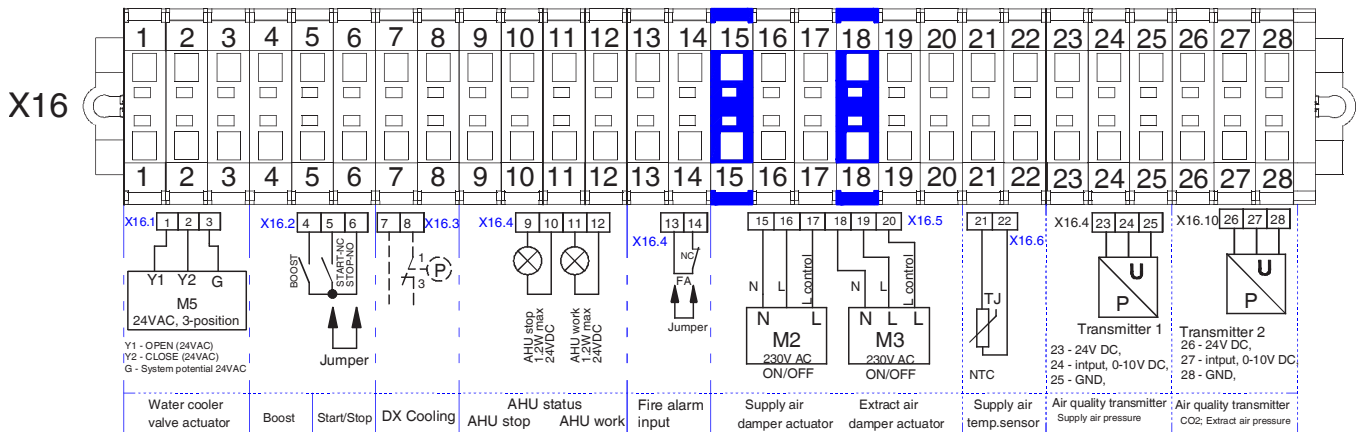 1 2 3 4 5 6 7 8 9 10 11 12 13 14 15 16 17 18 19 20 21 22 23 24 25 26 27 28
X16
1 2 3 4 5 6 7 8 9 10 11 12 13 14 15 16 17 18 19 20 21 22 23 24 25 26 27 28
X16.1 1 2 3
X16.2 4 5 6
7 8 X16.3
X16.4 9 10 11 12
13 14
X16.4
15 16 17 18 19 20 X16.5
21 22
X16.6
X16.4 23 24 25
X16.10 26 27 28
Y1 Y2 G
M5
24VAC, 3-position
Y1 - OPEN (24VAC)
Y2 - CLOSE (24VAC)
G - System potential 24VAC
BOOST
START-NC
STOP-NO
Jumper
1
P
3
AHU stop
1.2W max
24VDC
AHU work
1.2W max
24VDC
NC
FA
Jumper
N L L control
N L
M2
230V AC
ON/OFF
N L L control
N L
M3
230V AC
ON/OFF
TJ
NTC
U
P
Transmitter 1
23 - 24V DC,
24 - intput, 0-10V DC,
25 - GND,
U
P
Transmitter 2
26 - 24V DC,
27 - intput, 0-10V DC
28 - GND,
Water cooler
valve actuator
Boost
Start/Stop
DX Cooling
AHU status
AHU stop AHU work
Fire alarm
input
Supply air
damper actuator
Extract air
damper actuator
Supply air
temp.sensor
Air quality transmitter
Supply air pressure
Air quality transmitter
CO2; Extract air pressure